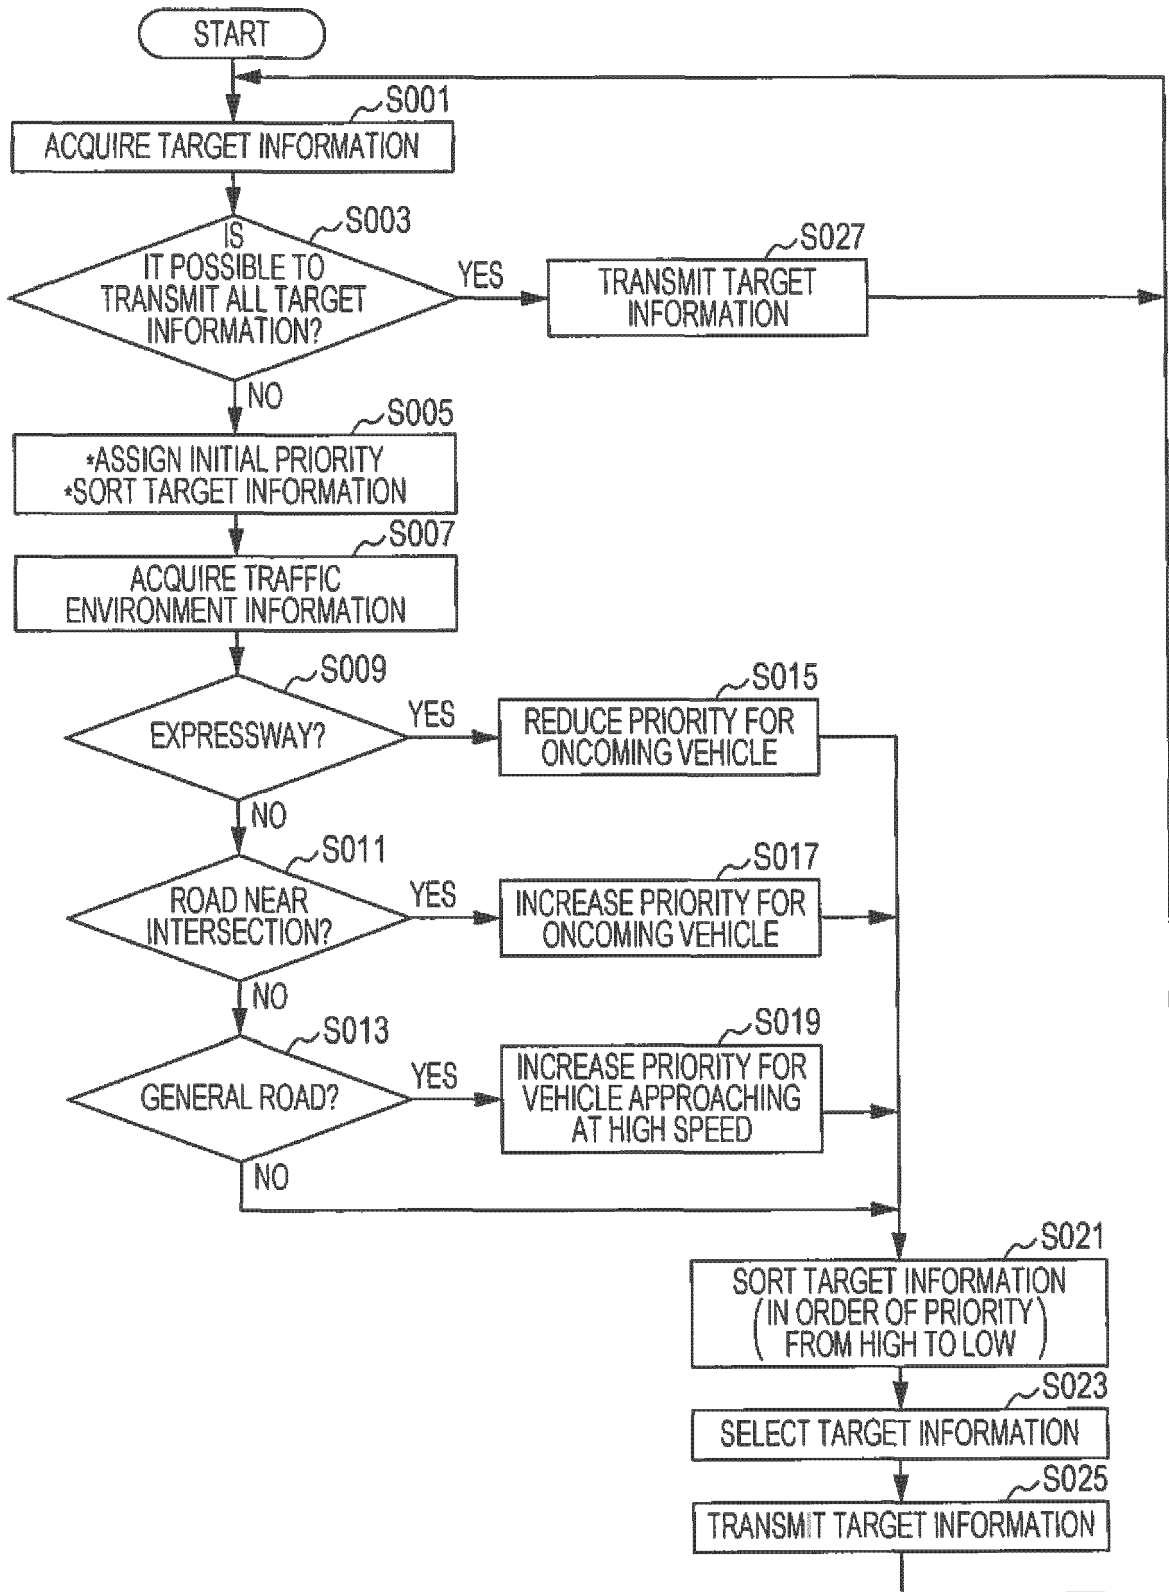 START
S001
ACQUIRE TARGET INFORMATION
S003
IS
IT POSSIBLE TO
TRANSMIT ALL TARGET
INFORMATION?
YES
S027
TRANSMIT TARGET
INFORMATION
NO
S005
*ASSIGN INITIAL PRIORITY
*SORT TARGET INFORMATION
S007
ACQUIRE TRAFFIC
ENVIRONMENT INFORMATION
S009
EXPRESSWAY?
YES
S015
REDUCE PRIORITY FOR
ONCOMING VEHICLE
NO
S011
ROAD NEAR
INTERSECTION?
YES
S017
INCREASE PRIORITY FOR
ONCOMING VEHICLE
NO
S013
GENERAL ROAD?
YES
S019
INCREASE PRIORITY FOR
VEHICLE APPROACHING
AT HIGH SPEED
NO
S021
SORT TARGET INFORMATION
(IN ORDER OF PRIORITY
FROM HIGH TO LOW)
S023
SELECT TARGET INFORMATION
S025
TRANSMIT TARGET INFORMATION